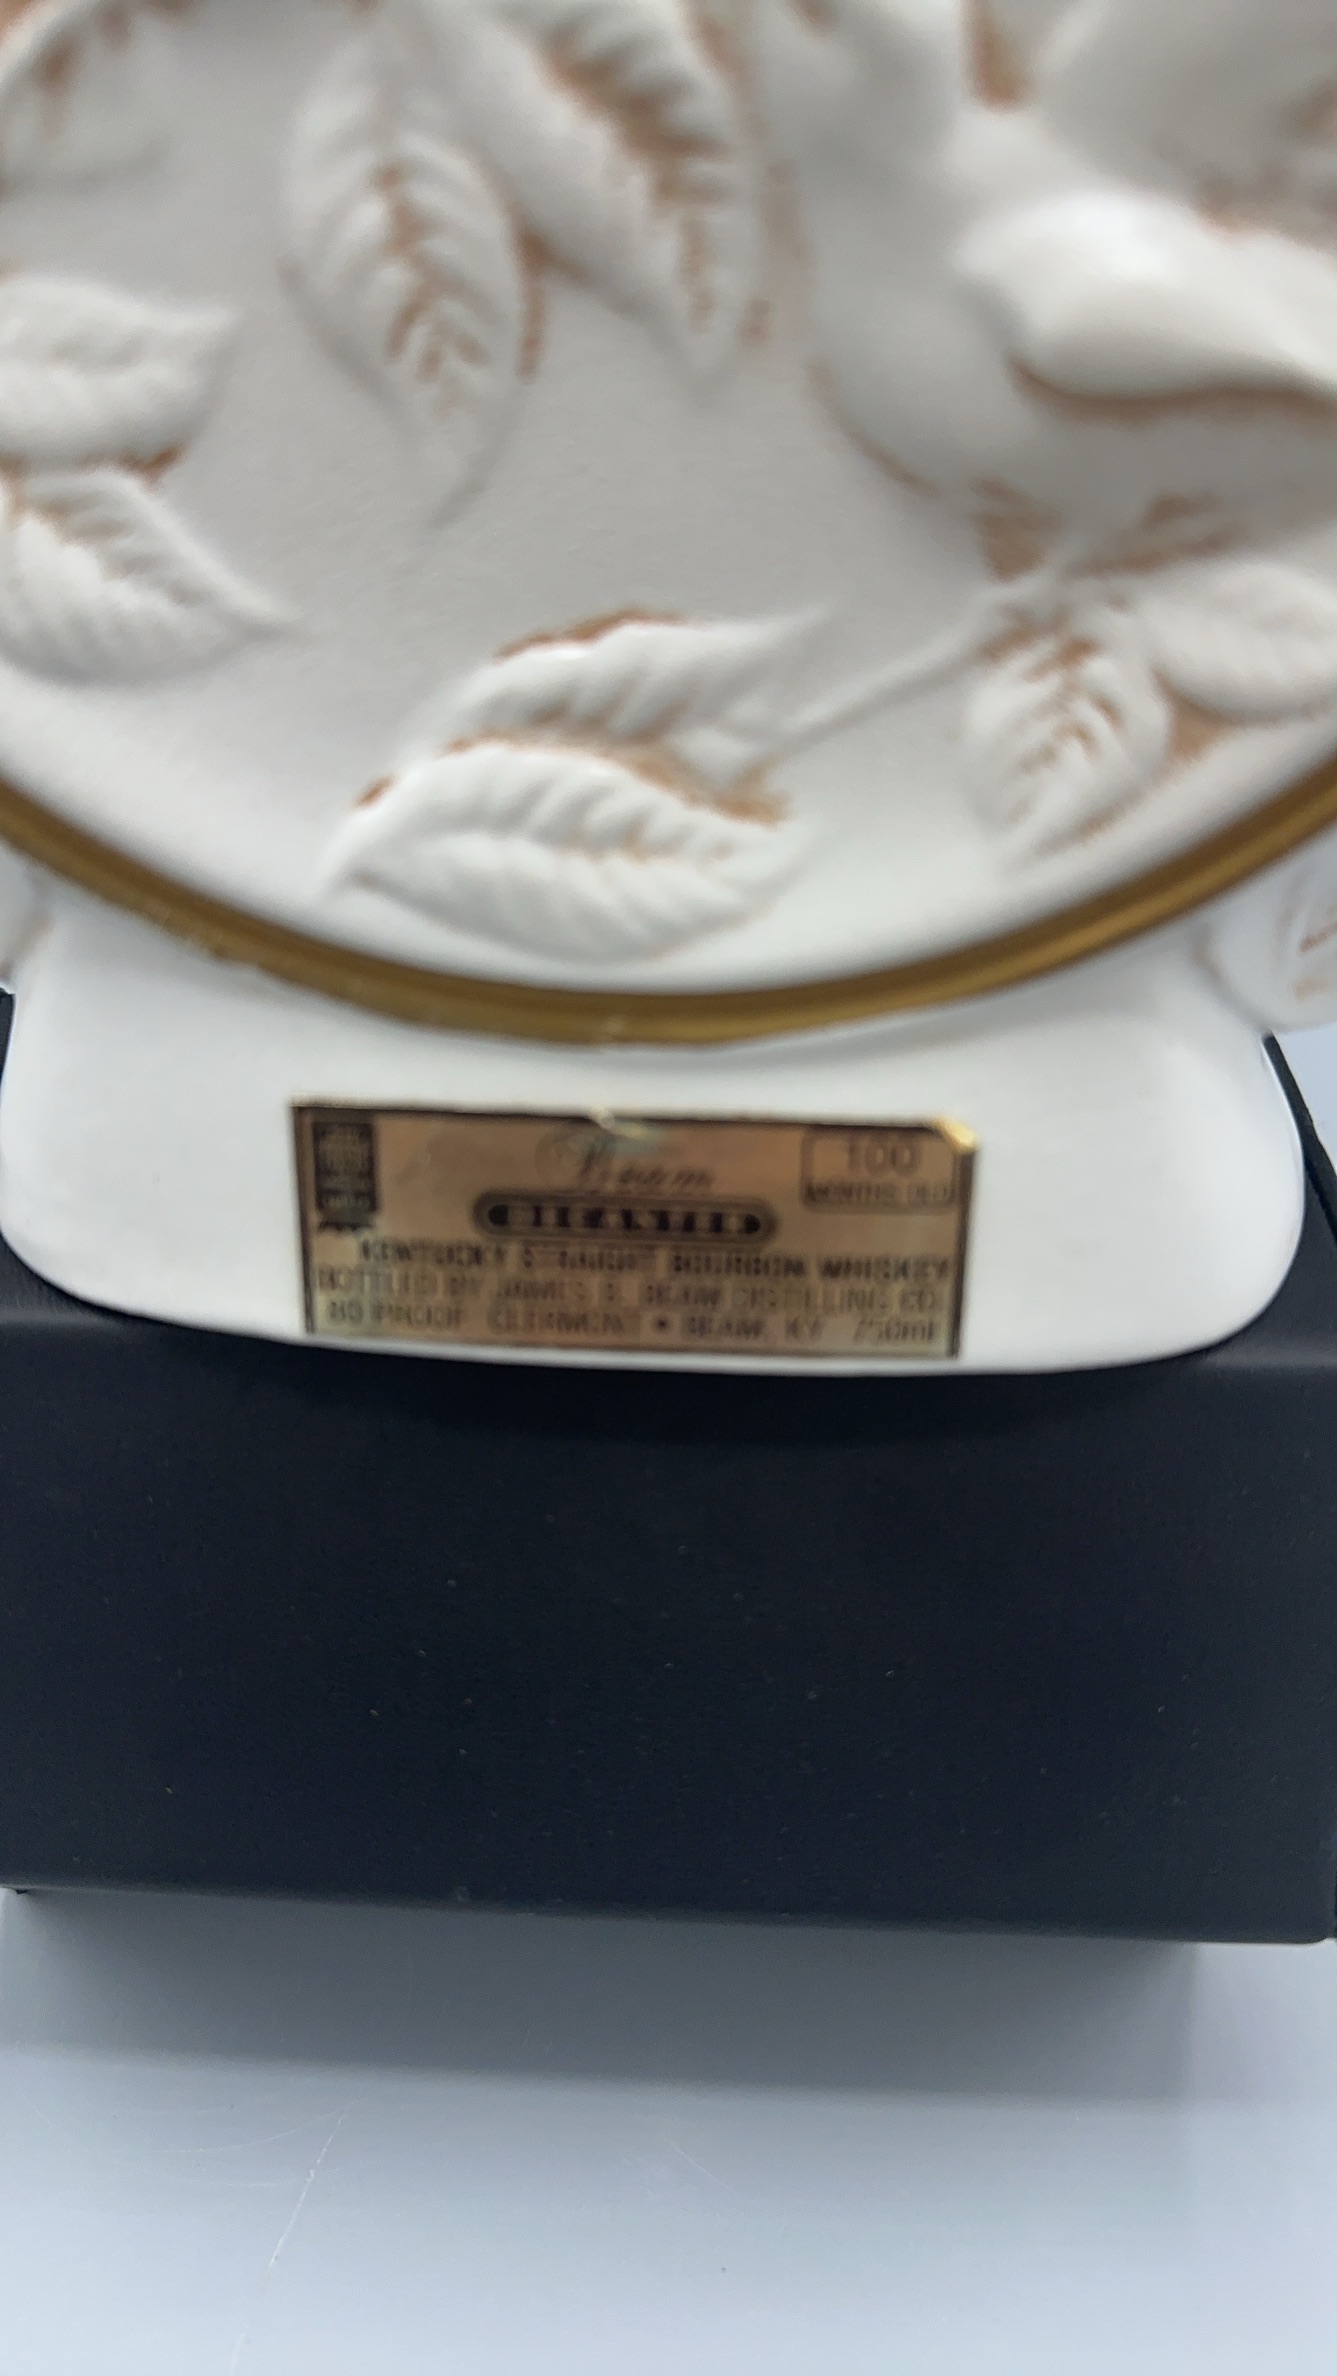 Beam
100
MONTHS OLD
DECANTER
KENTUCKY STRAIGHT BOURBON WHISKEY
BOTTLED BY JAMES B. BEAM DISTILLING CO.
80 PROOF CLERMONT • BEAM, KY 750ml